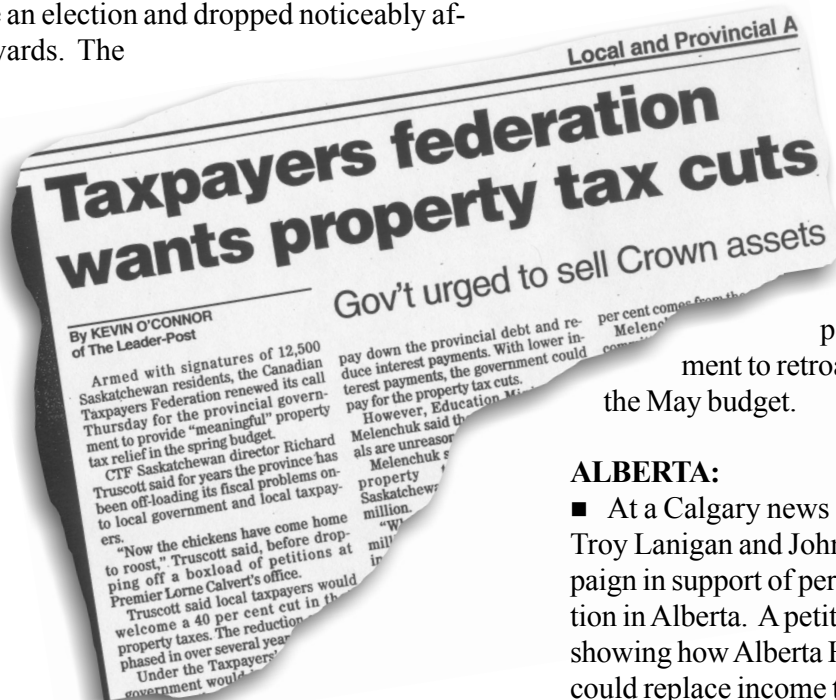 e an election and dropped noticeably af-
wards. The
Local and Provincial A
Taxpayers federation
wants property tax cuts
Gov't urged to sell Crown assets
By KEVIN O'CONNOR
of The Leader-Post
Armed with signatures of 12,500
Saskatchewan residents, the Canadian
Taxpayers Federation renewed its call
Thursday for the provincial govern-
ment to provide "meaningful" property
tax relief in the spring budget.
CTF Saskatchewan director Richard
Truscott said for years the province has
been off-loading its fiscal problems on-
to local government and local taxpay-
ers.
"Now the chickens have come home
to roost," Truscott said, before drop-
ping off a boxload of petitions at
Premier Lorne Calvert's office.
Truscott said local taxpayers would
welcome a 40 per cent cut in
property taxes. The reduction
phased in over several
Under the Taxpayers'
government would
pay down the provincial debt and re-
duce interest payments. With lower in-
terest payments, the government could
pay for the property tax cuts.
However, Education
Melenchuk said
als are
Melenchuk
property
million.
per cent comes from the
ment to
the May budget.
ALBERTA:
■ At a Calgary news
Troy Lanigan and John
paign in support of
tion in Alberta. A
showing how Alberta
could replace income